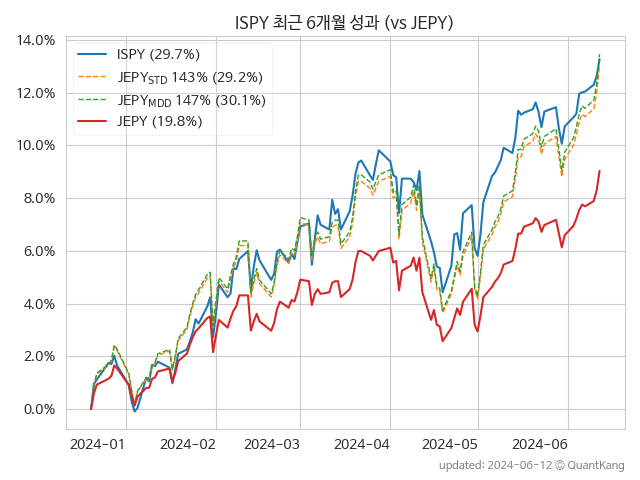 ISPY 최근 6개월 성과 (vs JEPY)
14.0%
12.0%
10.0%
8.0%
6.0%
4.0%
2.0%
0.0%
ISPY (29.7%)
JEPYSTD 143% (29.2%)
JEPYMDD 147% (30.1%)
JEPY (19.8%)
2024-01 2024-02 2024-03 2024-04 2024-05 2024-06
updated: 2024-06-12 © QuantKang